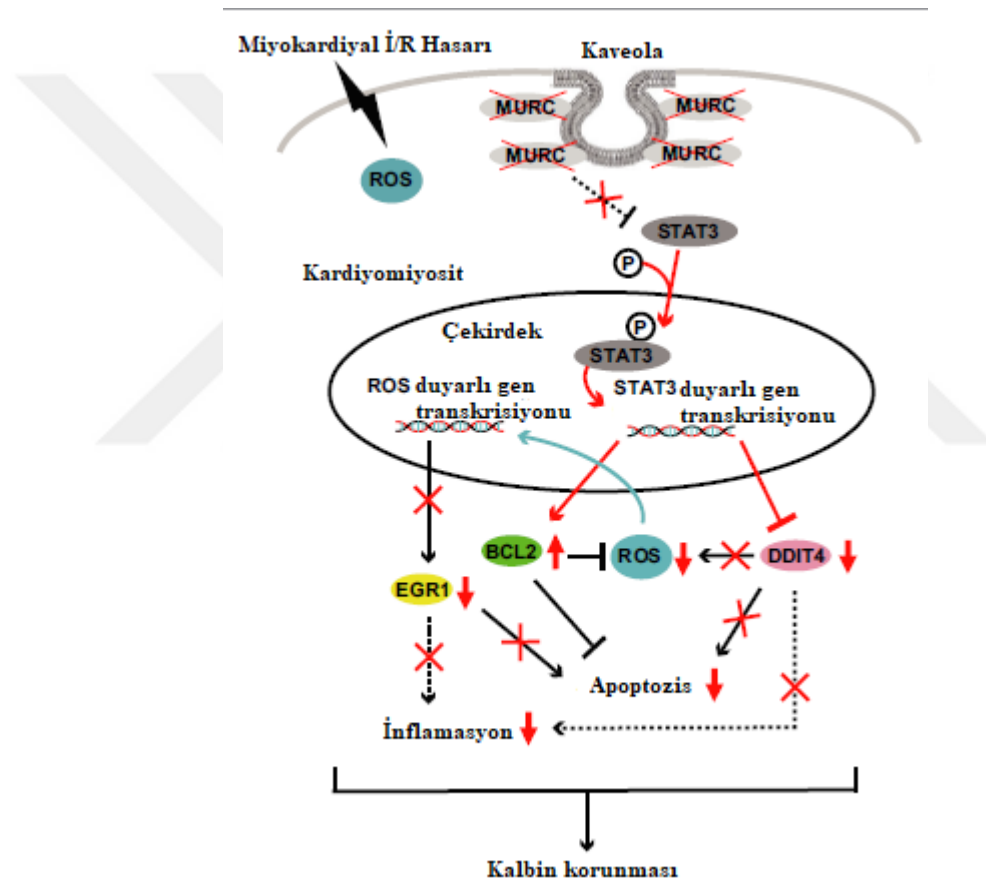 Miyokardiyal İ/R Hasarı
Kaveola
MURC
MURC
MURC
MURC
ROS
STAT3
P
Kardiyomiyosit
Çekirdek
P
STAT3
ROS duyarlı gen
transkrisiyonu
STAT3 duyarlı gen
transkrisiyonu
BCL2
ROS
DDIT4
EGR1
Apoptozis
İnflamasyon
Kalbin korunması